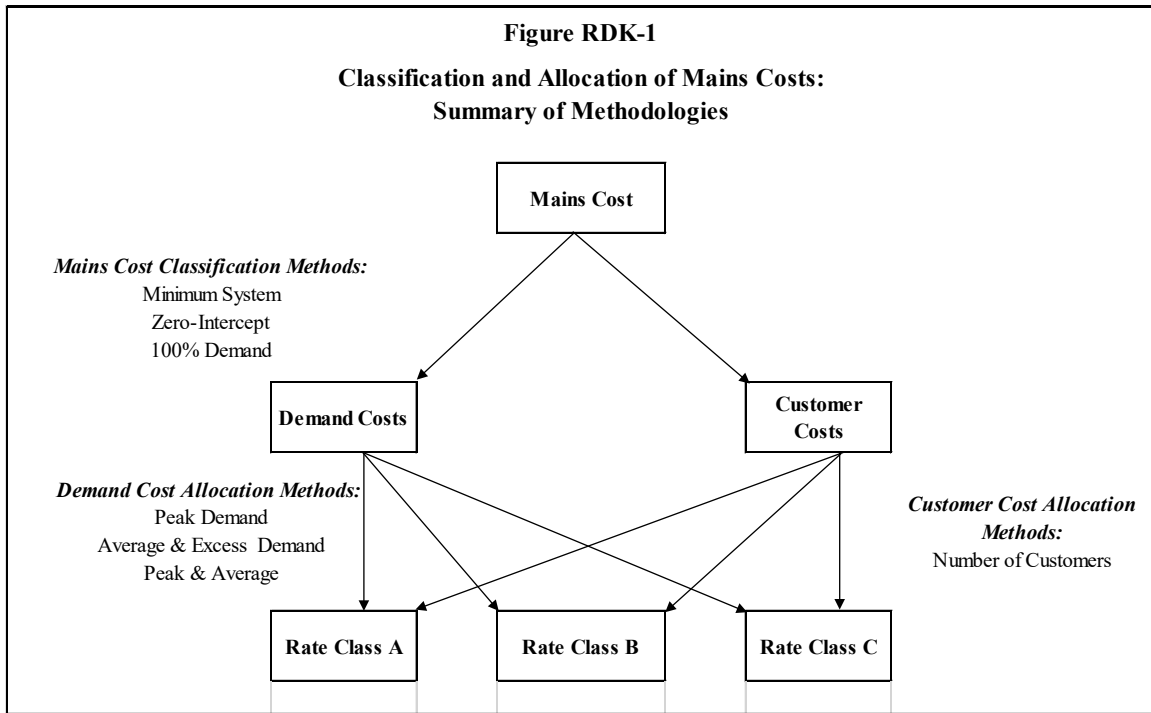 Figure RDK-1
Classification and Allocation of Mains Costs:
Summary of Methodologies
Mains Cost
Mains Cost Classification Methods:
Minimum System
Zero-Intercept
100% Demand
Demand Costs
Customer
Costs
Demand Cost Allocation Methods:
Peak Demand
Average & Excess Demand
Peak & Average
Customer Cost Allocation
Methods:
Number of Customers
Rate Class A
Rate Class B
Rate Class C